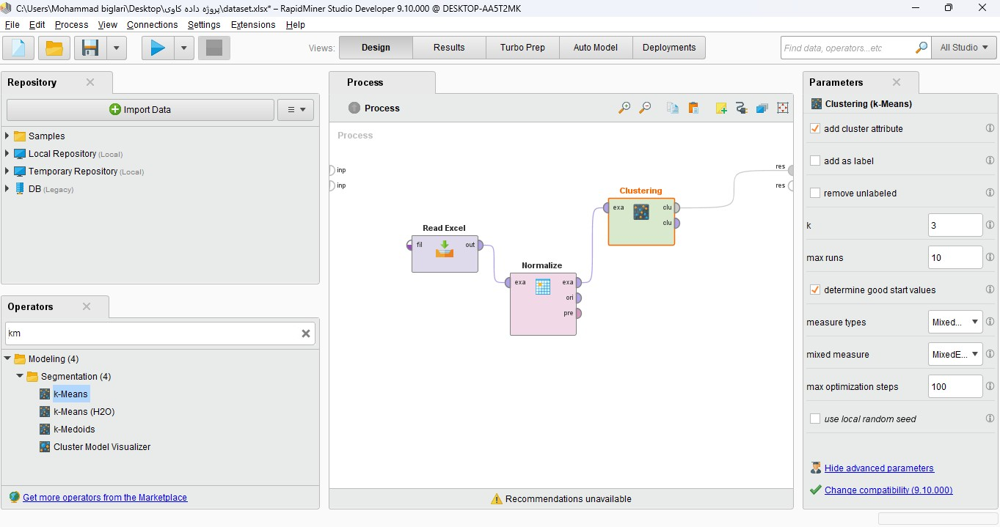 C:\Users\Mohammad biglari\Desktop\پروژه داده کاوی\dataset.xlsx* – RapidMiner Studio Developer 9.10.000 @ DESKTOP-AA5T2MK
File Edit Process View Connections Settings Extensions Help
Views: Design Results Turbo Prep Auto Model Deployments Find data, operators...etc All Studio
Repository
Import Data
Samples
Local Repository (Local)
Temporary Repository (Local)
DB (Legacy)
Operators
km
Modeling (4)
Segmentation (4)
k-Means
k-Means (H2O)
k-Medoids
Cluster Model Visualizer
Get more operators from the Marketplace
Process
Process
Process
inp
inp
res
res
Read Excel
fil out
Normalize
exa exa
ori
pre
Clustering
exa clu
clu
Recommendations unavailable
Parameters
Clustering (k-Means)
add cluster attribute
add as label
remove unlabeled
k 3
max runs 10
determine good start values
measure types Mixed...
mixed measure MixedE...
max optimization steps 100
use local random seed
Hide advanced parameters
Change compatibility (9.10.000)